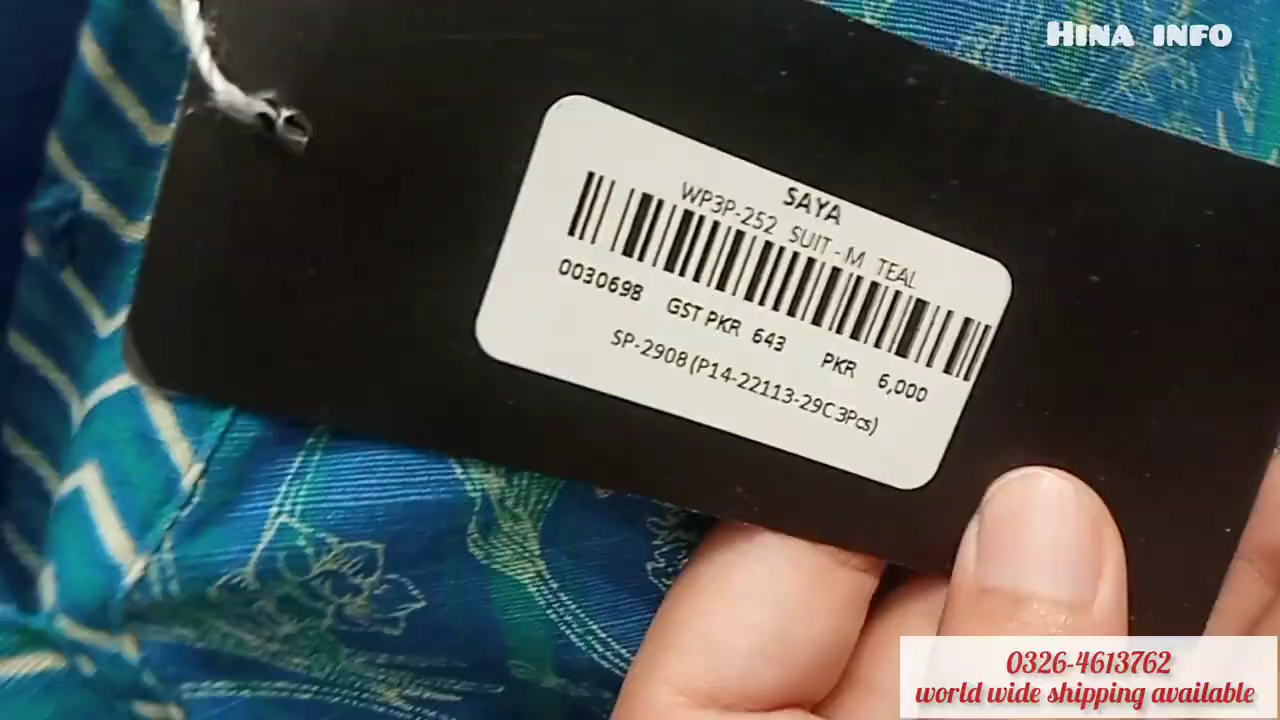 HINA INFO
SAYA
WP3P-252 SUIT - M TEAL
0030698 GST PKR 643 PKR 6,000
SP-2908 (P14-22113-29C 3Pcs)
0326-4613762
world wide shipping available